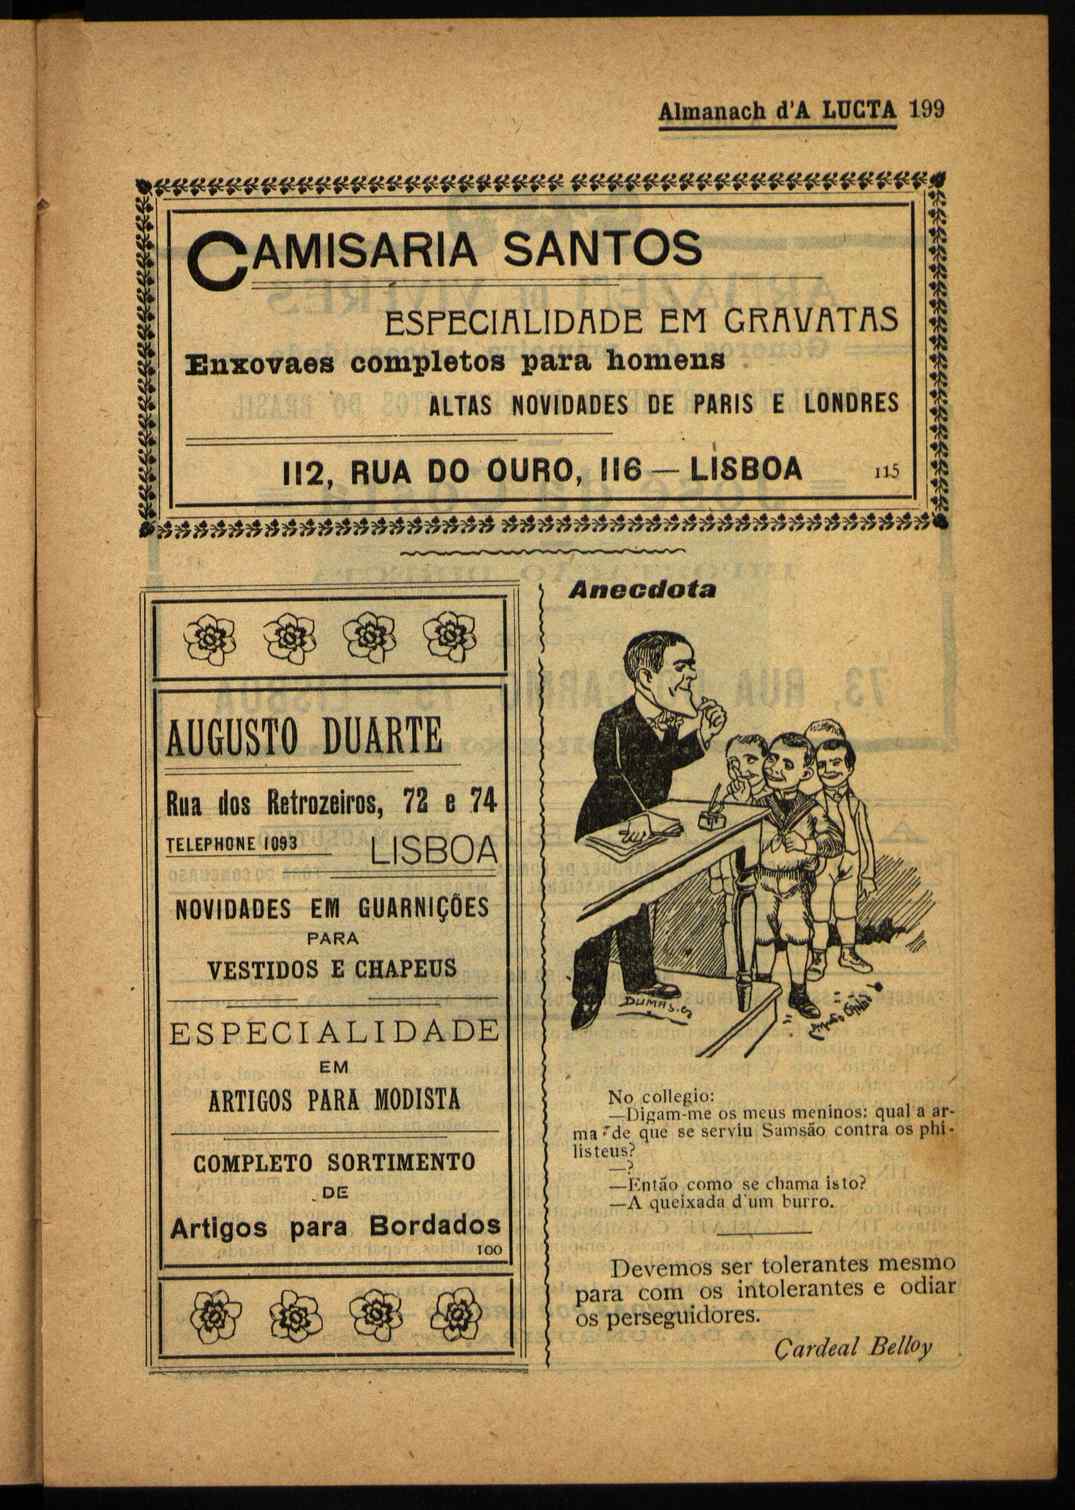 Almanach d'A LUCTA 199
CAMISARIA SANTOS
ESPECIALIDADE EM GRAVATAS
Enxovaes completos para homens
ALTAS NOVIDADES DE PARIS E LONDRES
112, RUA DO OURO, 116 — LISBOA 115
AUGUSTO DUARTE
Rua dos Retrozeiros, 72 e 74
TELEPHONE 1093 LISBOA
NOVIDADES EM GUARNIÇÕES
PARA
VESTIDOS E CHAPEUS
ESPECIALIDADE
EM
ARTIGOS PARA MODISTA
COMPLETO SORTIMENTO
DE
Artigos para Bordados
100
Anecdota
DUMAS.
No collegio:
—Digam-me os meus meninos: qual a ar-
ma de que se serviu Samsão contra os phi-
listeus?
—?
—Então como se chama isto?
—A queixada d'um burro.
Devemos ser tolerantes mesmo
para com os intolerantes e odiar
os perseguidores.
Cardeal Belloy